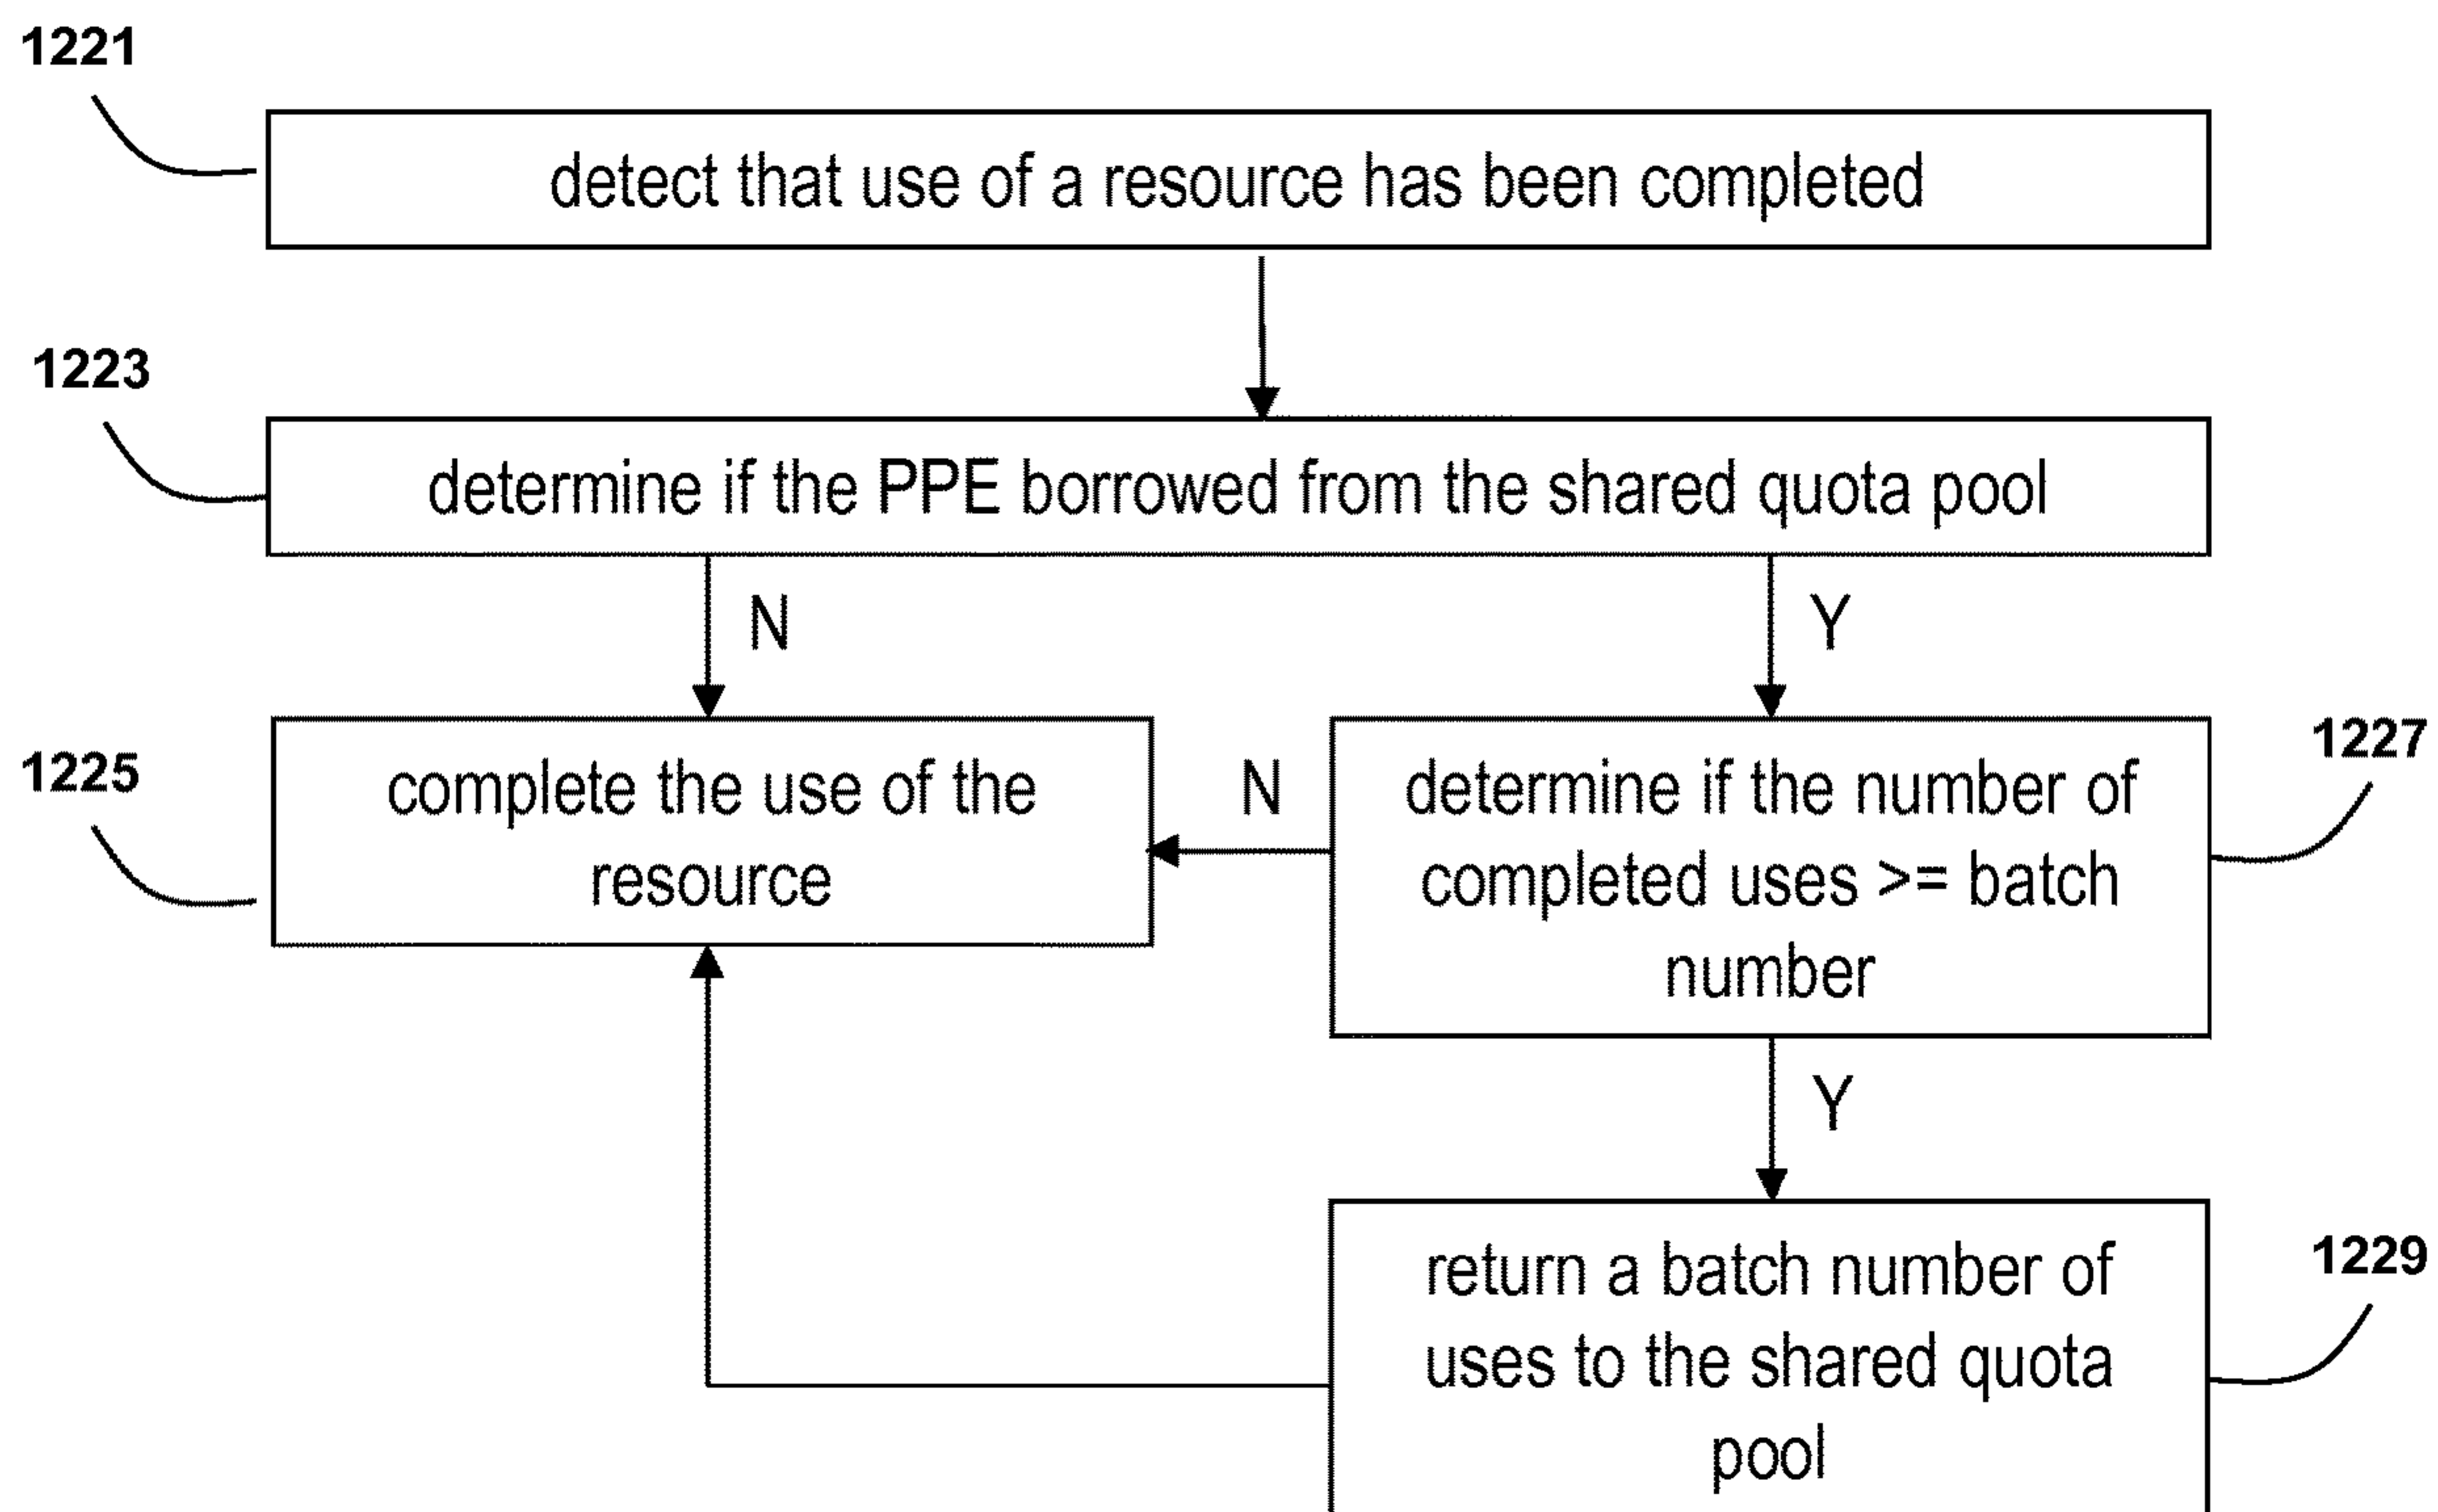 1221
detect that use of a resource has been completed
1223
determine if the PPE borrowed from the shared quota pool
N
Y
1225
complete the use of the
resource
N
determine if the number of
completed uses >= batch
number
1227
Y
return a batch number of
uses to the shared quota
pool
1229